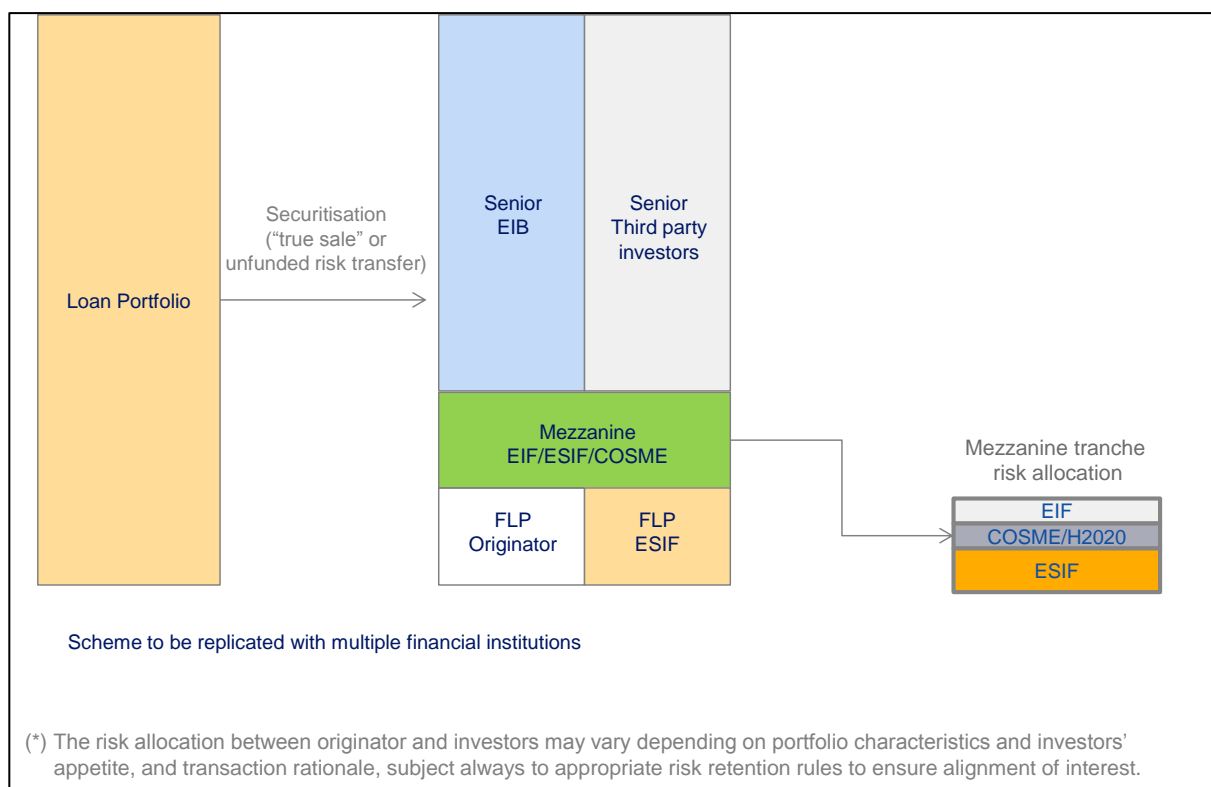 Loan Portfolio
Securitisation
(“true sale” or
unfunded risk transfer)
Senior
EIB
Senior
Third party
investors
Mezzanine
EIF/ESIF/COSME
FLP
Originator
FLP
ESIF
Mezzanine tranche
risk allocation
EIF
COSME/H2020
ESIF
Scheme to be replicated with multiple financial institutions
(*) The risk allocation between originator and investors may vary depending on portfolio characteristics and investors’
appetite, and transaction rationale, subject always to appropriate risk retention rules to ensure alignment of interest.